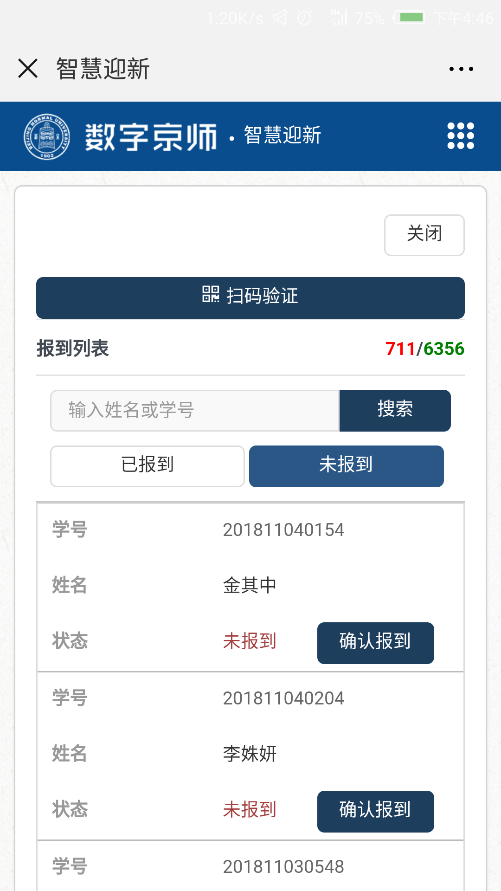 1.20K/s 75% 下午4:46
智慧迎新
数字京师 · 智慧迎新
关闭
扫码验证
报到列表 711/6356
输入姓名或学号 搜索
已报到 未报到
学号 201811040154
姓名 金其中
状态 未报到 确认报到
学号 201811040204
姓名 李姝妍
状态 未报到 确认报到
学号 201811030548